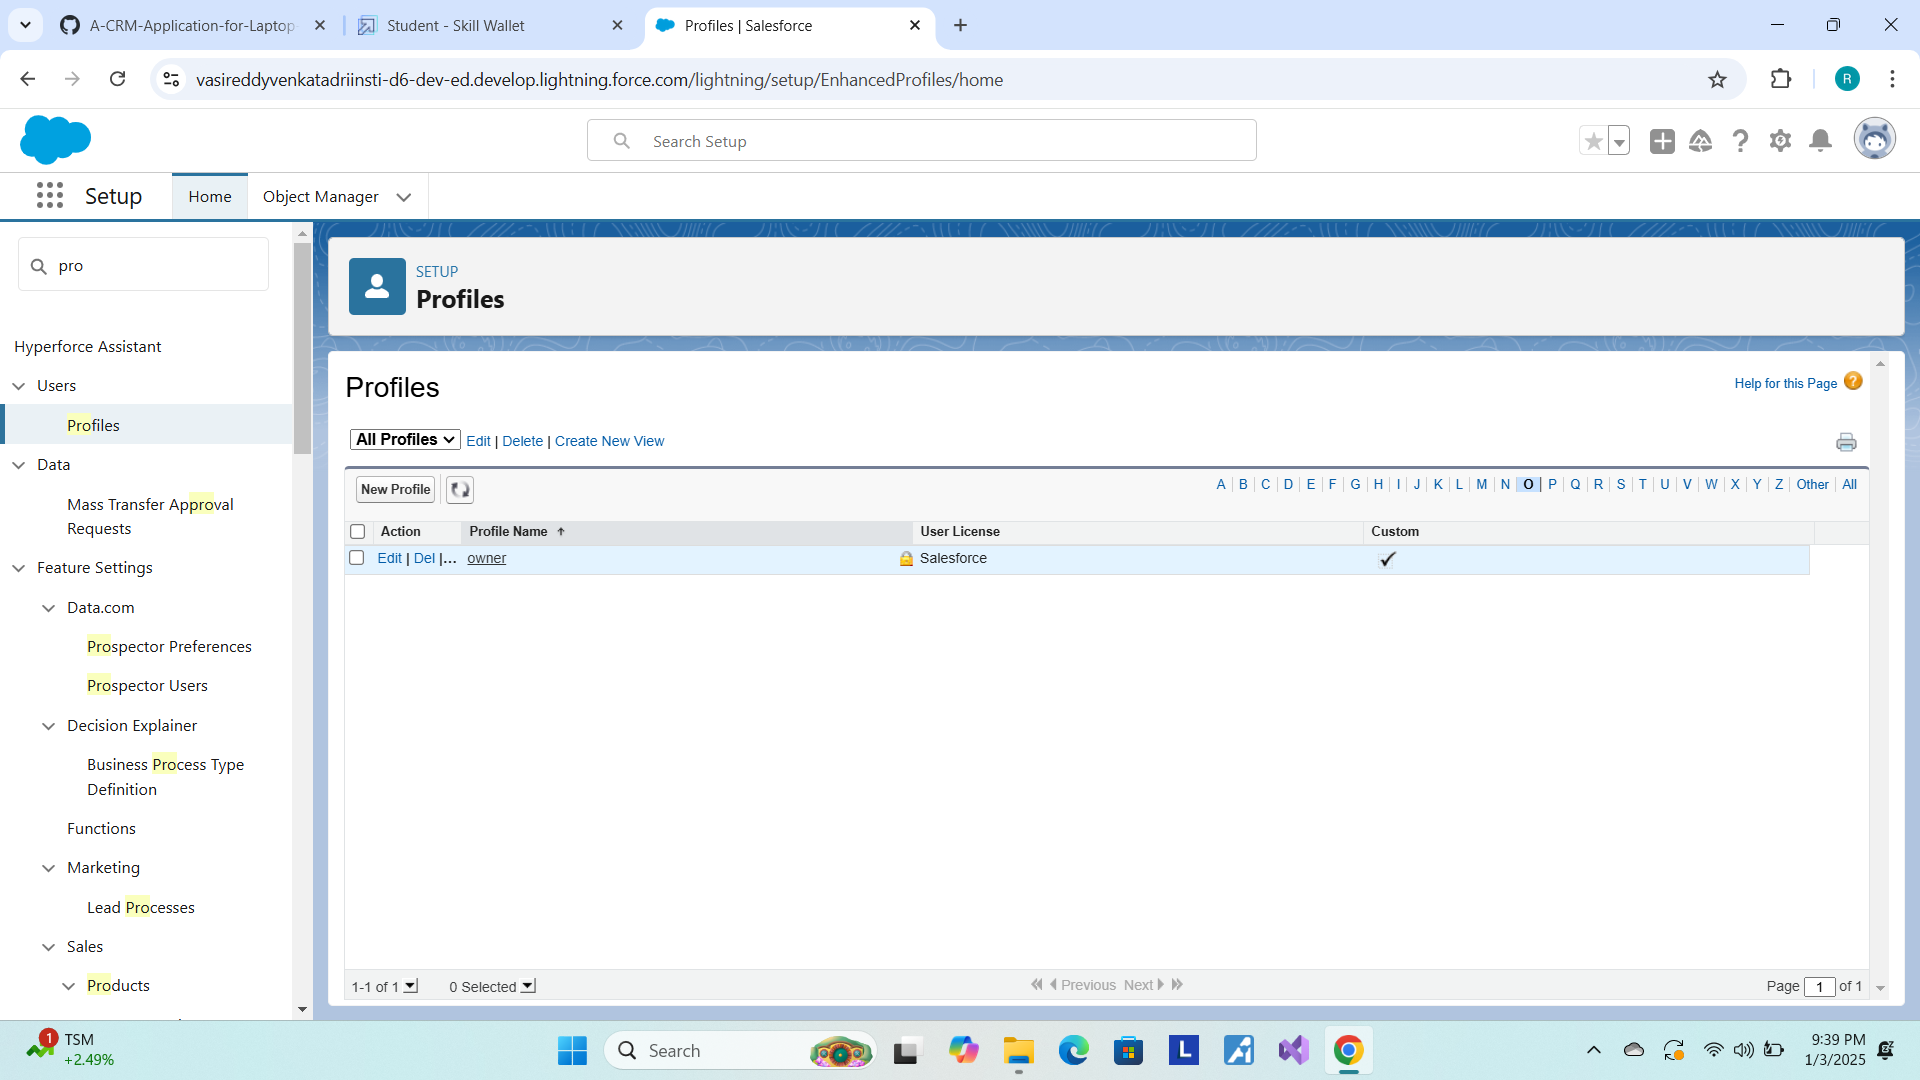 A-CRM-Application-for-Laptop-
Student - Skill Wallet
Profiles | Salesforce
vasireddyvenkatadriinsti-d6-dev-ed.develop.lightning.force.com/lightning/setup/EnhancedProfiles/home
R
Search Setup
Setup
Home
Object Manager
pro
Hyperforce Assistant
Users
Profiles
Data
Mass Transfer Approval
Requests
Feature Settings
Data.com
Prospector Preferences
Prospector Users
Decision Explainer
Business Process Type
Definition
Functions
Marketing
Lead Processes
Sales
Products
SETUP
Profiles
Profiles
Help for this Page
All Profiles Edit | Delete | Create New View
New Profile
A | B | C | D | E | F | G | H | I | J | K | L | M | N | O | P | Q | R | S | T | U | V | W | X | Y | Z | Other | All
Action Profile Name User License Custom
Edit | Del |... owner Salesforce
1-1 of 1 0 Selected Previous Next Page 1 of 1
1
TSM
+2.49%
Search
L
9:39 PM
1/3/2025